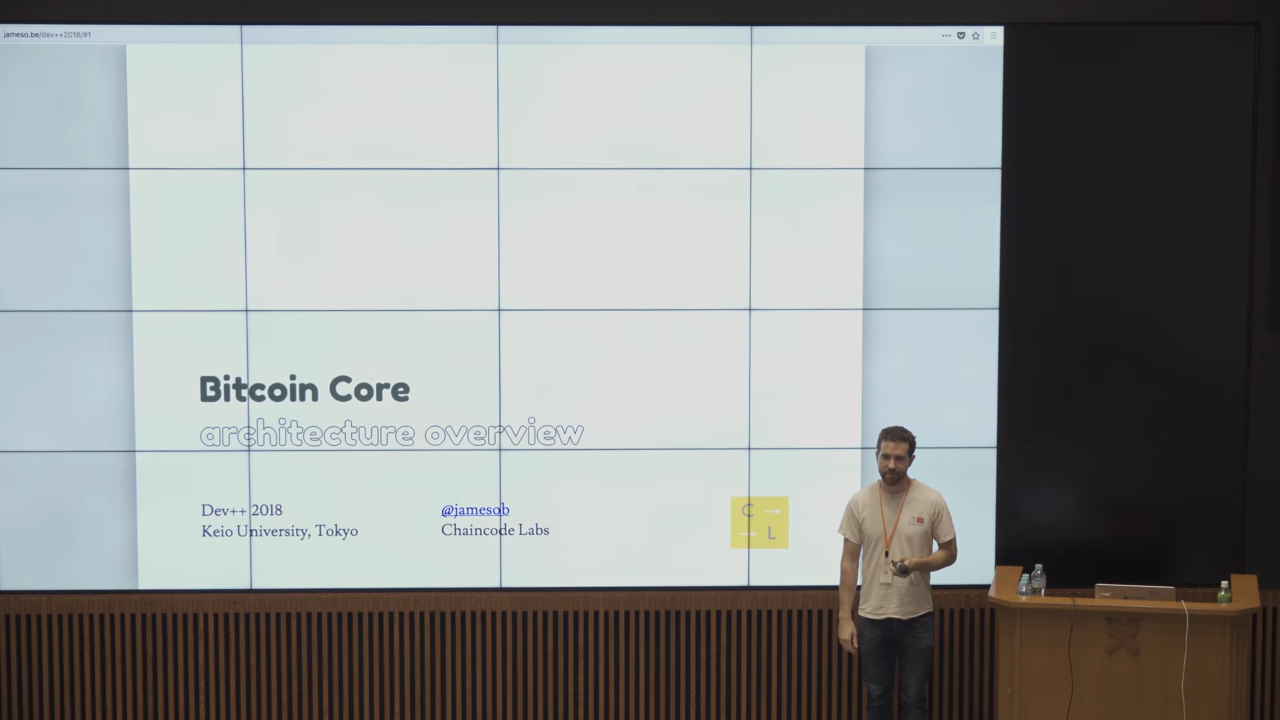 jameso.be/dev++2018/#1
Bitcoin Core
architecture overview
Dev++ 2018
Keio University, Tokyo
@jamesob
Chaincode Labs
C →
→ L